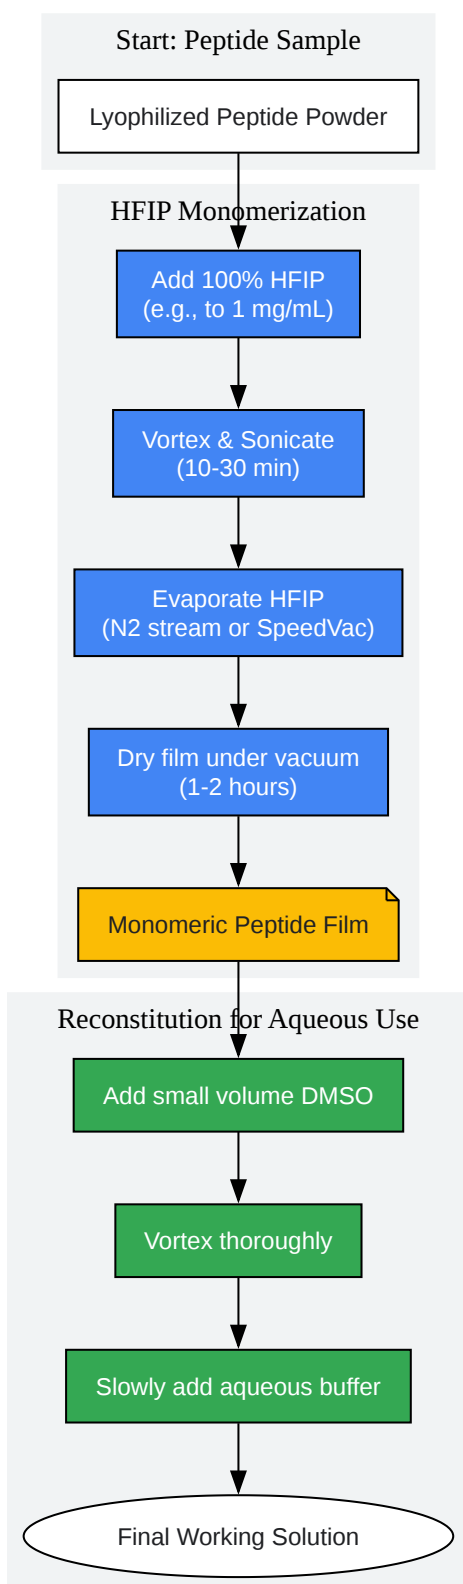 Start: Peptide Sample
Lyophilized Peptide Powder
HFIP Monomerization
Add 100% HFIP
(e.g., to 1 mg/mL)
Vortex & Sonicate
(10-30 min)
Evaporate HFIP
(N2 stream or SpeedVac)
Dry film under vacuum
(1-2 hours)
Monomeric Peptide Film
Reconstitution for Aqueous Use
Add small volume DMSO
Vortex thoroughly
Slowly add aqueous buffer
Final Working Solution